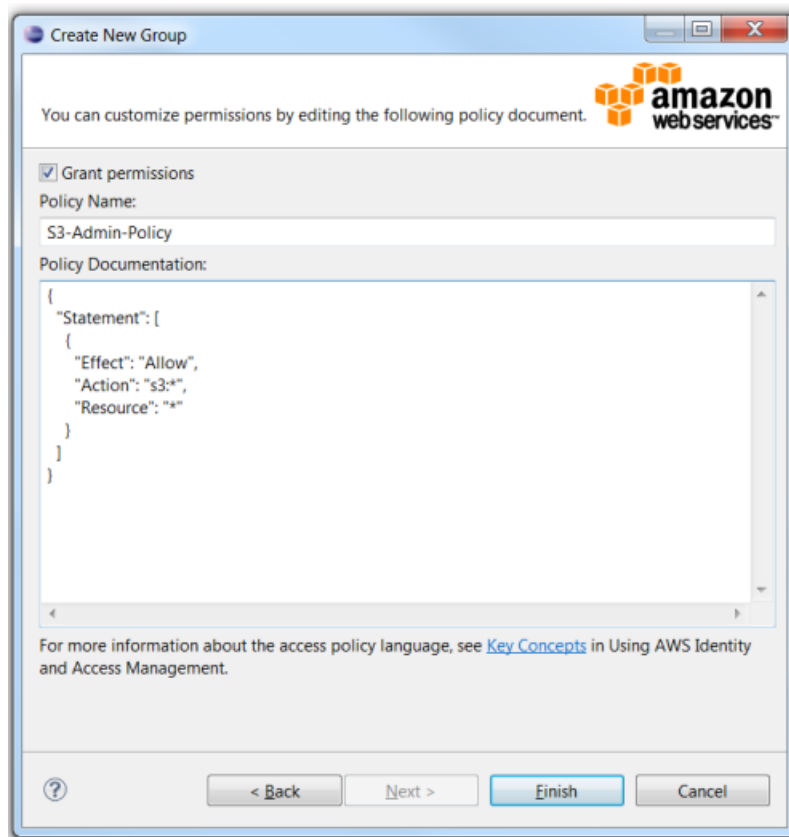 Create New Group
You can customize permissions by editing the following policy document.
amazon
webservices™
Grant permissions
Policy Name:
S3-Admin-Policy
Policy Documentation:
{
"Statement": [
{
"Effect": "Allow",
"Action": "s3:*",
"Resource": "*"
}
]
}
For more information about the access policy language, see Key Concepts in Using AWS Identity
and Access Management.
?
< Back
Next >
Finish
Cancel